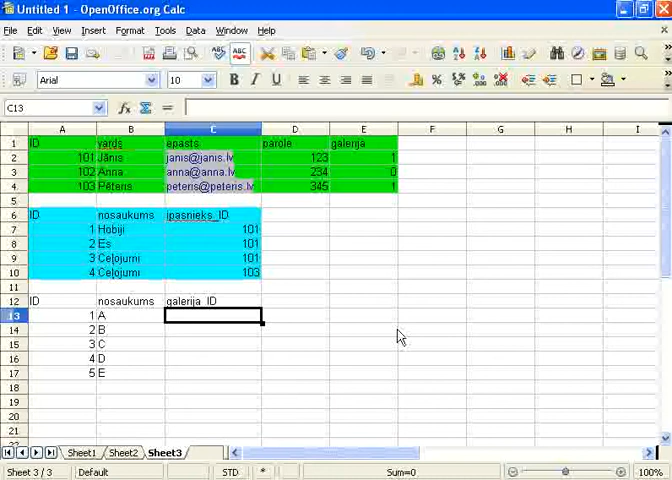 Untitled 1 - OpenOffice.org Calc
File Edit View Insert Format Tools Data Window Help
Arial 10
C13
A B C D E F G H I
1 ID vards epasts parole galerija
2 101 Jānis janis@janis.lv 123 1
3 102 Anna anna@anna.lv 234 0
4 103 Pēteris peteris@peteris.lv 345 1
5
6 ID nosaukums ipasnieks_ID
7 1 Hobiji 101
8 2 Es 101
9 3 Ceļojumi 101
10 4 Ceļojumi 103
11
12 ID nosaukums galerija_ID
13 1 A
14 2 B
15 3 C
16 4 D
17 5 E
18
19
20
21
Sheet1 Sheet2 Sheet3
Sheet 3 / 3 Default STD * Sum=0 100%